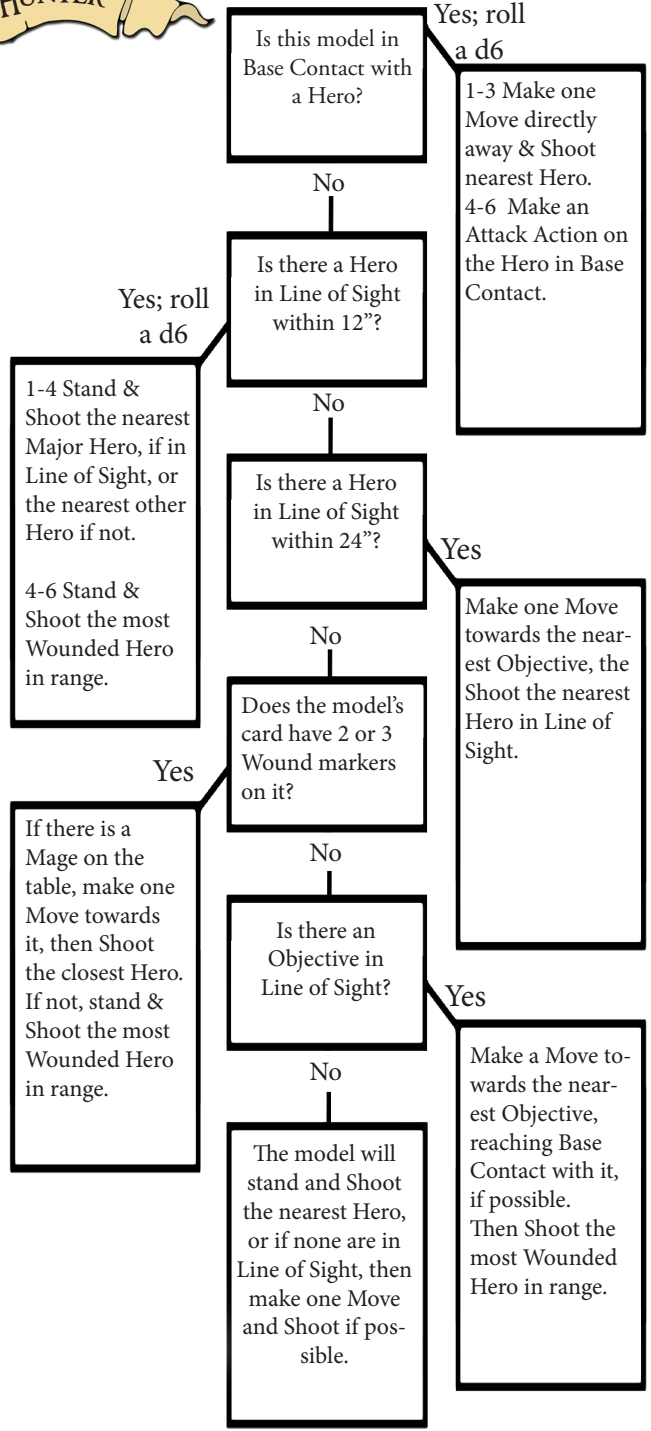 HUNTER
Is this model in
Base Contact with
a Hero?
Yes; roll
a d6
1-3 Make one
Move directly
away & Shoot
nearest Hero.
4-6 Make an
Attack Action on
the Hero in Base
Contact.
No
Is there a Hero
in Line of Sight
within 12”?
Yes; roll
a d6
1-4 Stand &
Shoot the nearest
Major Hero, if in
Line of Sight, or
the nearest other
Hero if not.
4-6 Stand &
Shoot the most
Wounded Hero
in range.
No
Is there a Hero
in Line of Sight
within 24”?
Yes
Make one Move
towards the near-
est Objective, the
Shoot the nearest
Hero in Line of
Sight.
No
Does the model’s
card have 2 or 3
Wound markers
on it?
Yes
If there is a
Mage on the
table, make one
Move towards
it, then Shoot
the closest Hero.
If not, stand &
Shoot the most
Wounded Hero
in range.
No
Is there an
Objective in
Line of Sight?
Yes
Make a Move to-
wards the near-
est Objective,
reaching Base
Contact with it,
if possible.
Then Shoot the
most Wounded
Hero in range.
No
The model will
stand and Shoot
the nearest Hero,
or if none are in
Line of Sight, then
make one Move
and Shoot if pos-
sible.